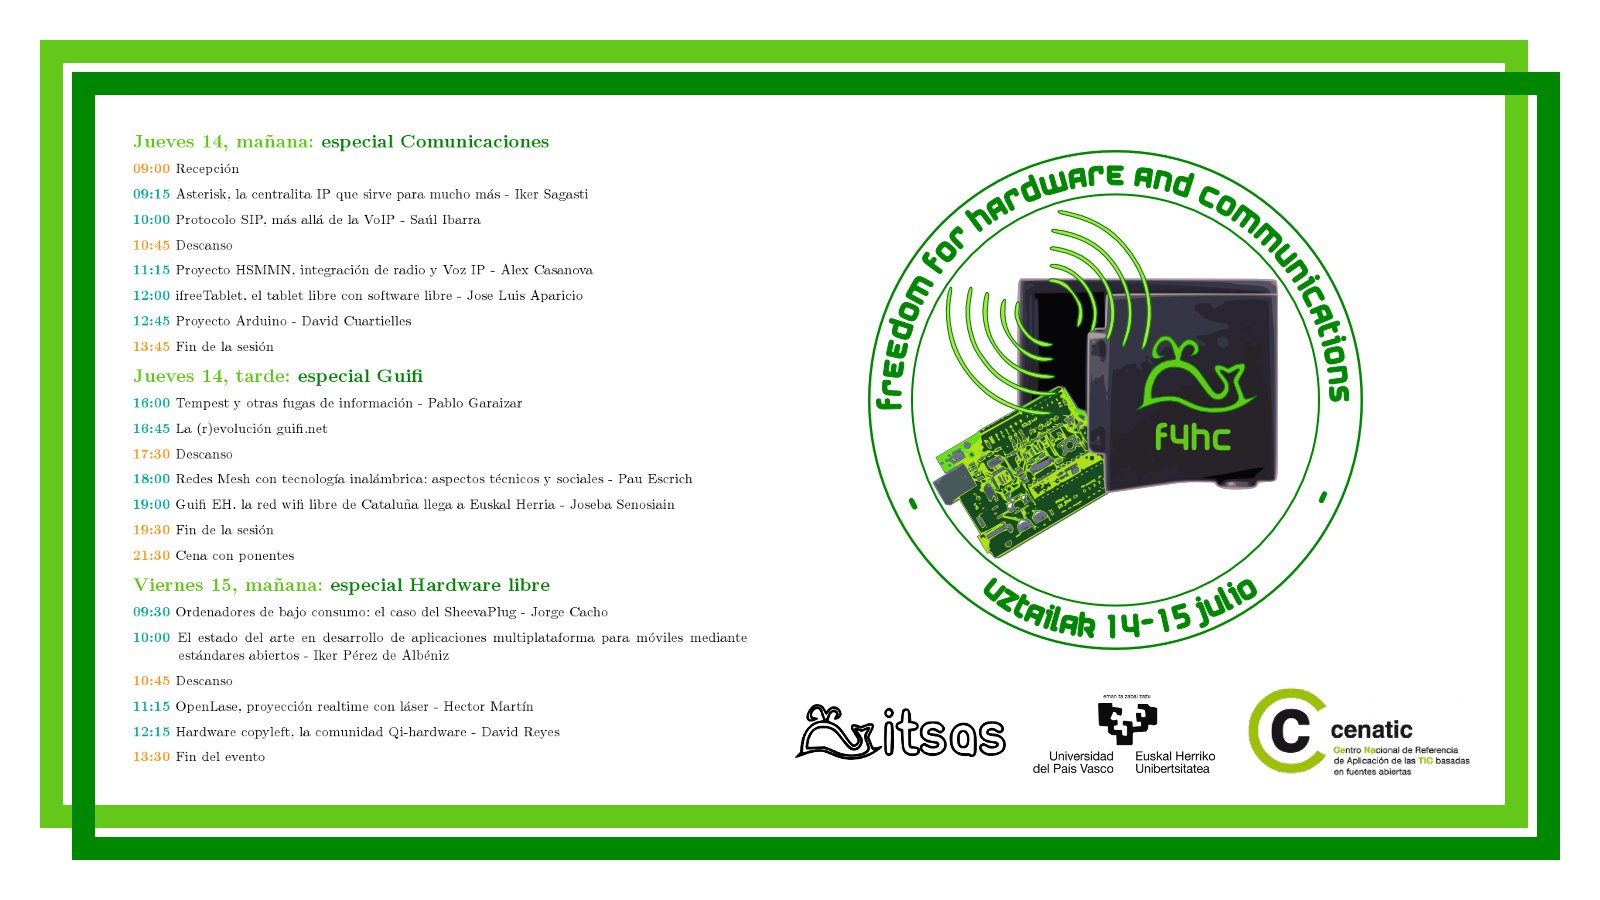 Jueves 14, mañana: especial Comunicaciones
09:00 Recepción
09:15 Asterisk, la centralita IP que sirve para mucho más - Iker Sagasti
10:00 Protocolo SIP, más allá de la VoIP - Saúl Ibarra
10:45 Descanso
11:15 Proyecto HSMMN, integración de radio y Voz IP - Alex Casanova
12:00 ifreeTablet, el tablet libre con software libre - Jose Luis Aparicio
12:45 Proyecto Arduino - David Cuartielles
13:45 Fin de la sesión
Jueves 14, tarde: especial Guifi
16:00 Tempest y otras fugas de información - Pablo Garaizar
16:45 La (r)evolución guifi.net
17:30 Descanso
18:00 Redes Mesh con tecnología inalámbrica: aspectos técnicos y sociales - Pau Escrich
19:00 Guifi EH, la red wifi libre de Cataluña llega a Euskal Herria - Joseba Senosiain
19:30 Fin de la sesión
21:30 Cena con ponentes
Viernes 15, mañana: especial Hardware libre
09:30 Ordenadores de bajo consumo: el caso del SheevaPlug - Jorge Cacho
10:00 El estado del arte en desarrollo de aplicaciones multiplataforma para móviles mediante
estándares abiertos - Iker Pérez de Albéniz
10:45 Descanso
11:15 OpenLase, proyección realtime con láser - Hector Martín
12:15 Hardware copyleft, la comunidad Qi-hardware - David Reyes
13:30 Fin del evento
freedom for hardware and communications
f4hc
- uztailak 14-15 julio -
itsas
eman ta zabal zazu
Universidad
del País Vasco
Euskal Herriko
Unibertsitatea
C
cenatic
Centro Nacional de Referencia
de Aplicación de las TIC basadas
en fuentes abiertas